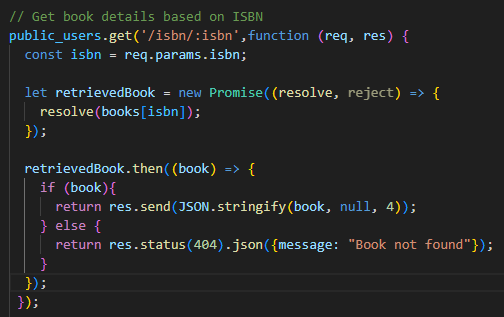 // Get book details based on ISBN
public_users.get('/isbn/:isbn',function (req, res) {
  const isbn = req.params.isbn;

  let retrievedBook = new Promise((resolve, reject) => {
    resolve(books[isbn]);
  });

  retrievedBook.then((book) => {
    if (book){
      return res.send(JSON.stringify(book, null, 4));
    } else {
      return res.status(404).json({message: "Book not found"});
    }
  });
 });